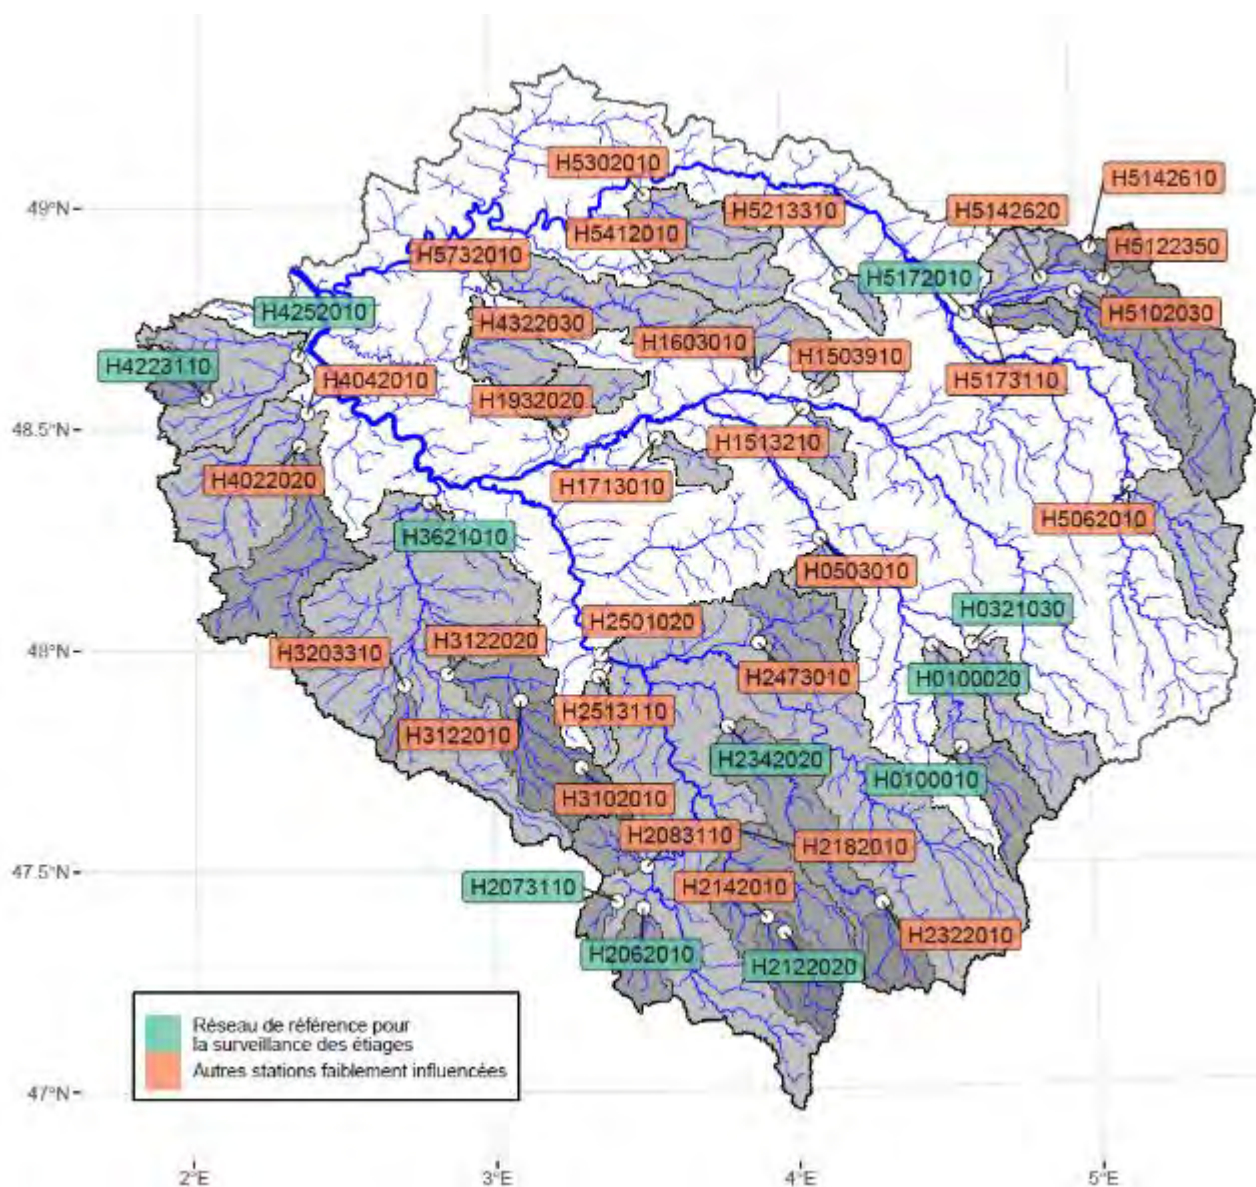 H5302010
H5142610
H5213310
H5142620
49°N
H5412010
H5122350
H5732010
H5172010
H4252010
H5102030
H4322030
H1603010
H1503910
H4223110
H4042010
H5173110
H1932020
48.5°N
H1513210
H4022020
H1713010
H5062010
H3621010
H0503010
H0321030
H2501020
H3122020
48°N
H3203310
H2473010
H0100020
H2513110
H3122010
H2342020
H0100010
H3102010
H2083110
H2182010
47.5°N
H2073110
H2142010
H2322010
H2062010
H2122020
Réseau de référence pour
la surveillance des étiages
Autres stations faiblement influencées
47°N
2°E
3°E
4°E
5°E